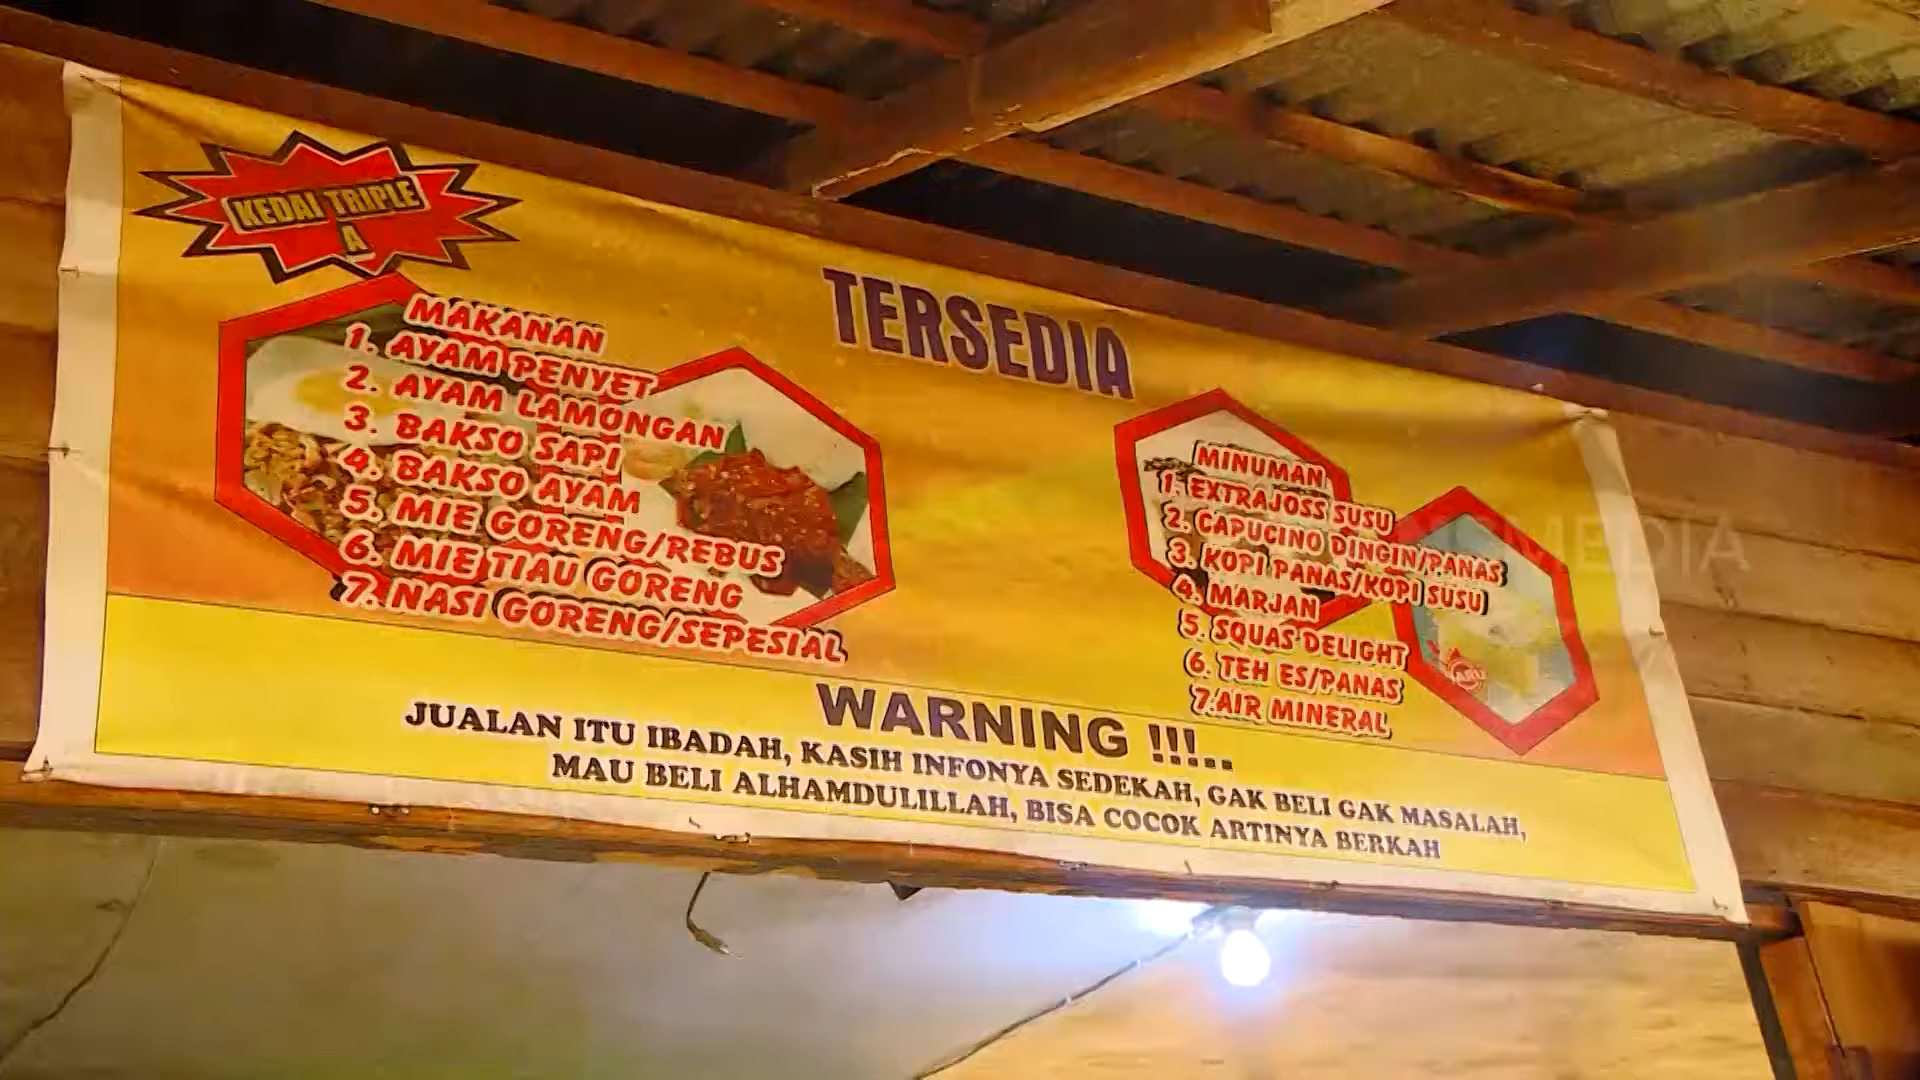 KEDAI TRIPLE
A
TERSEDIA
MAKANAN
1. AYAM PENYET
2. AYAM LAMONGAN
3. BAKSO SAPI
4. BAKSO AYAM
5. MIE GORENG/REBUS
6. MIE TIAU GORENG
7. NASI GORENG/SEPESIAL
MINUMAN
1. EXTRAJOSS SUSU
2. CAPUCINO DINGIN/PANAS
3. KOPI PANAS/KOPI SUSU
4. MARJAN
5. SQUAS DELIGHT
6. TEH ES/PANAS
7. AIR MINERAL
WARNING !!!..
JUALAN ITU IBADAH, KASIH INFONYA SEDEKAH, GAK BELI GAK MASALAH,
MAU BELI ALHAMDULILLAH, BISA COCOK ARTINYA BERKAH